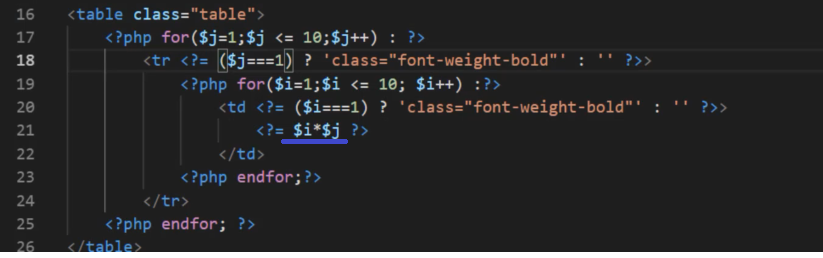 16 <table class="table">
17 <?php for($j=1;$j <= 10;$j++) : ?>
18 <tr <?= ($j===1) ? 'class="font-weight-bold"' : '' ?>>
19 <?php for($i=1;$i <= 10; $i++) :?>
20 <td <?= ($i===1) ? 'class="font-weight-bold"' : '' ?>>
21 <?= $i*$j ?>
22 </td>
23 <?php endfor;?>
24 </tr>
25 <?php endfor; ?>
26 </table>